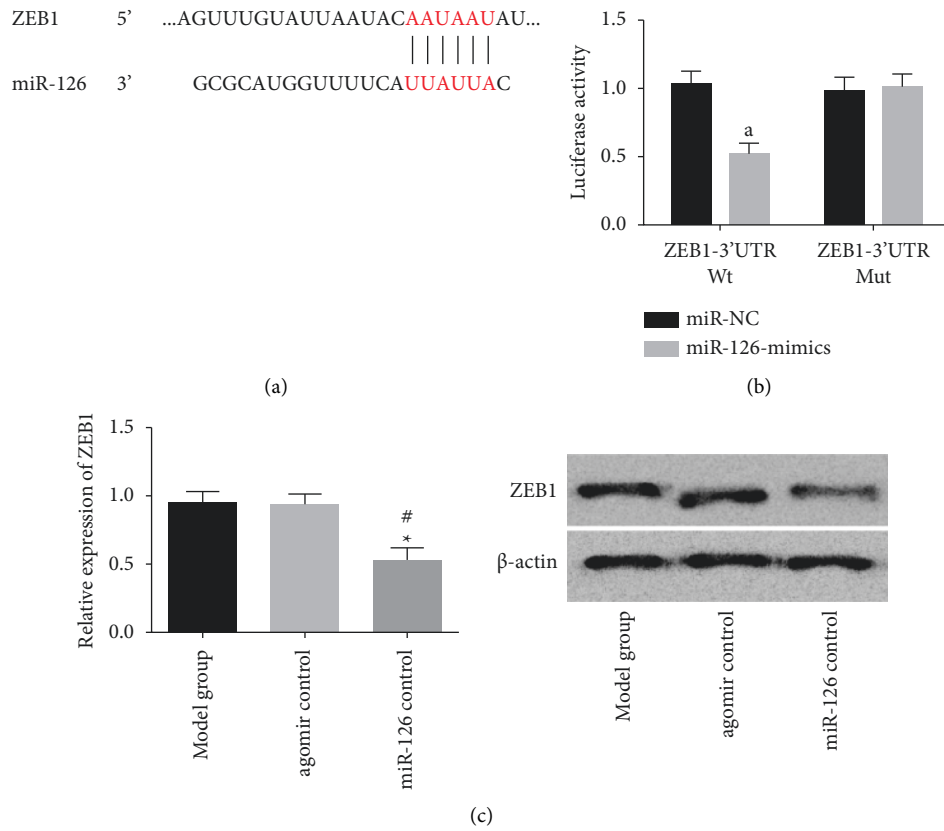 ZEB1 5’ ...AGUUUGUAUUAAUACAAUAAUAU...
miR-126 3’ GCGCAUGGUUUUCAUUAUUAC
(a)
Luciferase activity
1.5
1.0
0.5
0.0
a
ZEB1-3’UTR Wt
ZEB1-3’UTR Mut
miR-NC
miR-126-mimics
(b)
Relative expression of ZEB1
1.5
1.0
0.5
0.0
#
*
Model group
agomir control
miR-126 control
ZEB1
β-actin
Model group
agomir control
miR-126 control
(c)